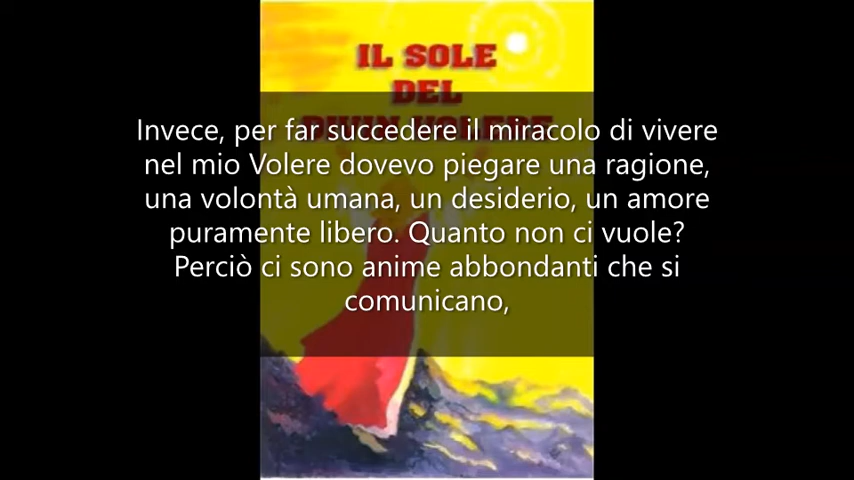 IL SOLE
DEL
DIVIN VOLERE
Invece, per far succedere il miracolo di vivere
nel mio Volere dovevo piegare una ragione,
una volontà umana, un desiderio, un amore
puramente libero. Quanto non ci vuole?
Perciò ci sono anime abbondanti che si
comunicano,